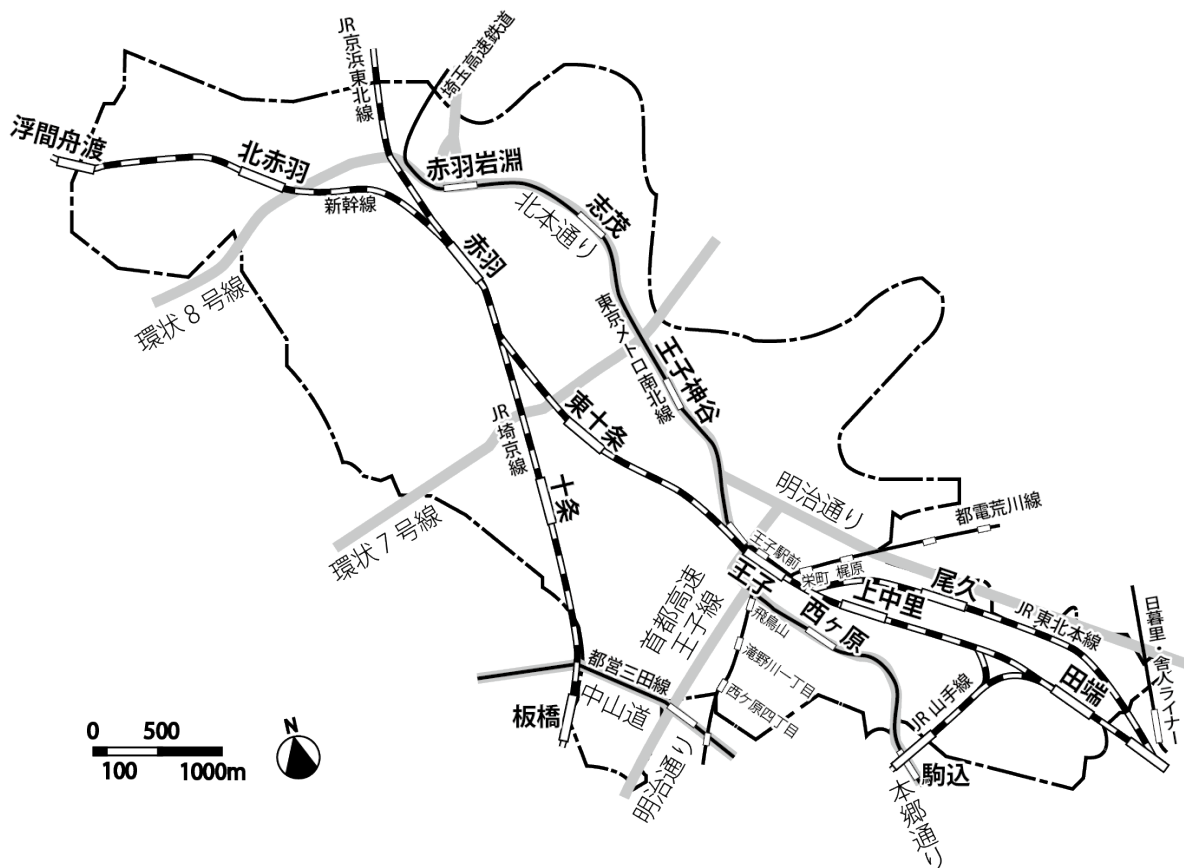 JR京浜東北線
埼玉高速鉄道
浮間舟渡
北赤羽
赤羽岩淵
新幹線
北本通り
志茂
赤羽
環状８号線
東京メトロ南北線
王子神谷
JR埼京線
東十条
十条
環状７号線
明治通り
都電荒川線
王子駅前
栄町
梶原
王子
尾久
上中里
西ヶ原
JR東北本線
日暮里・舎人ライナー
首都高速
王子線
飛鳥山
滝野川一丁目
西ケ原四丁目
都営三田線
中山道
板橋
JR山手線
田端
駒込
明治通り
本郷通り
0
500
100
1000m
N